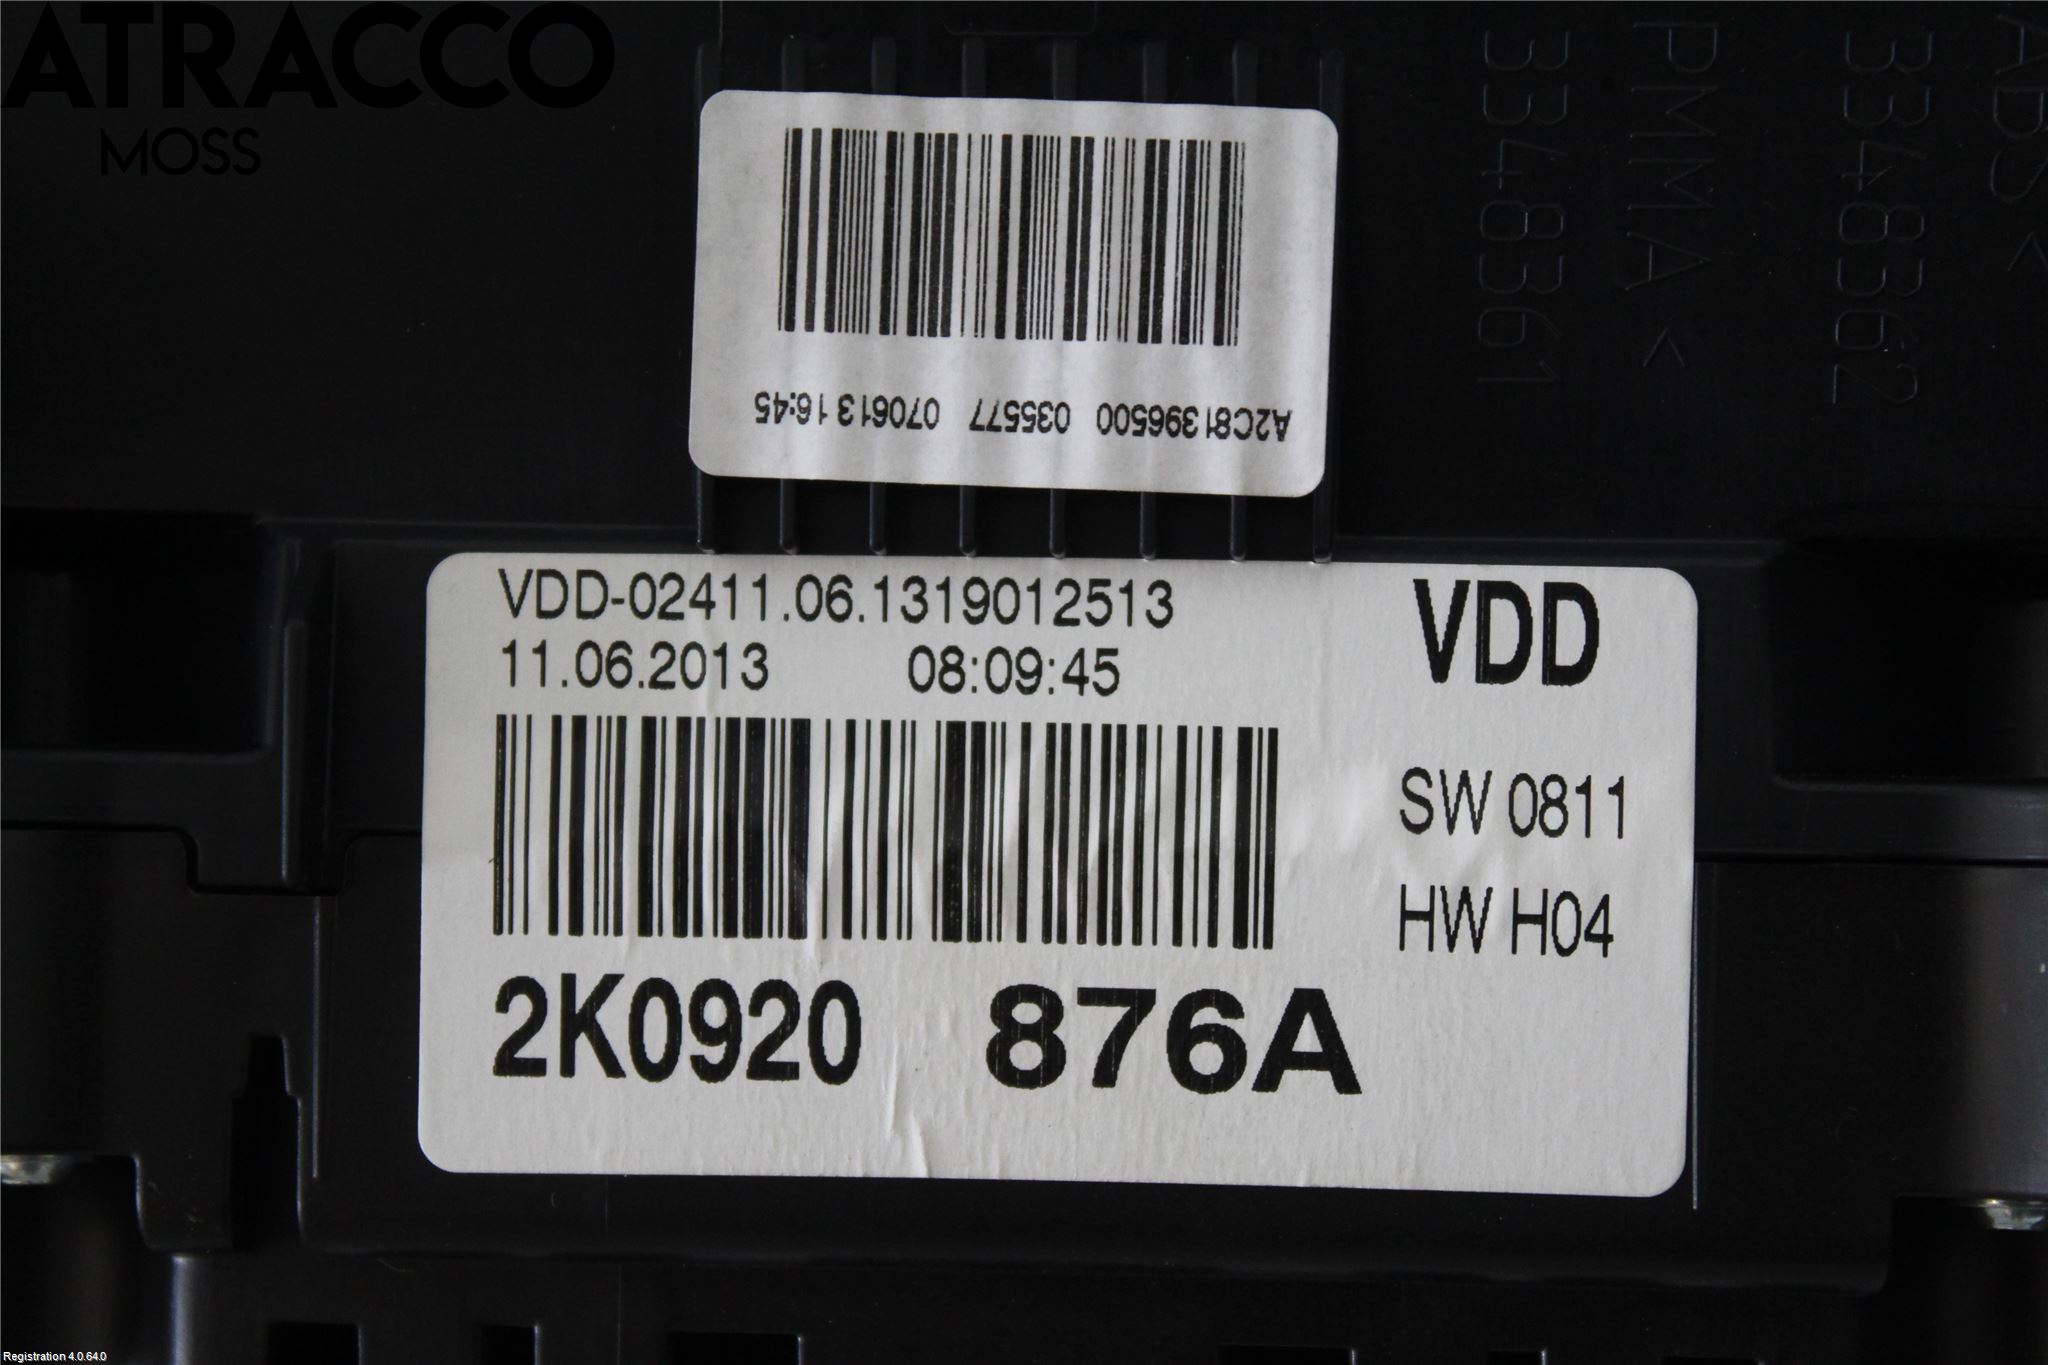 ATRACCO
MOSS
A2C81396500 035577 070613 16:45
3348361
PMMA <
3348362
ABS <
VDD-02411.06.1319012513
11.06.2013 08:09:45
VDD
SW 0811
HW H04
2K0920 876A
Registration 4.0.64.0